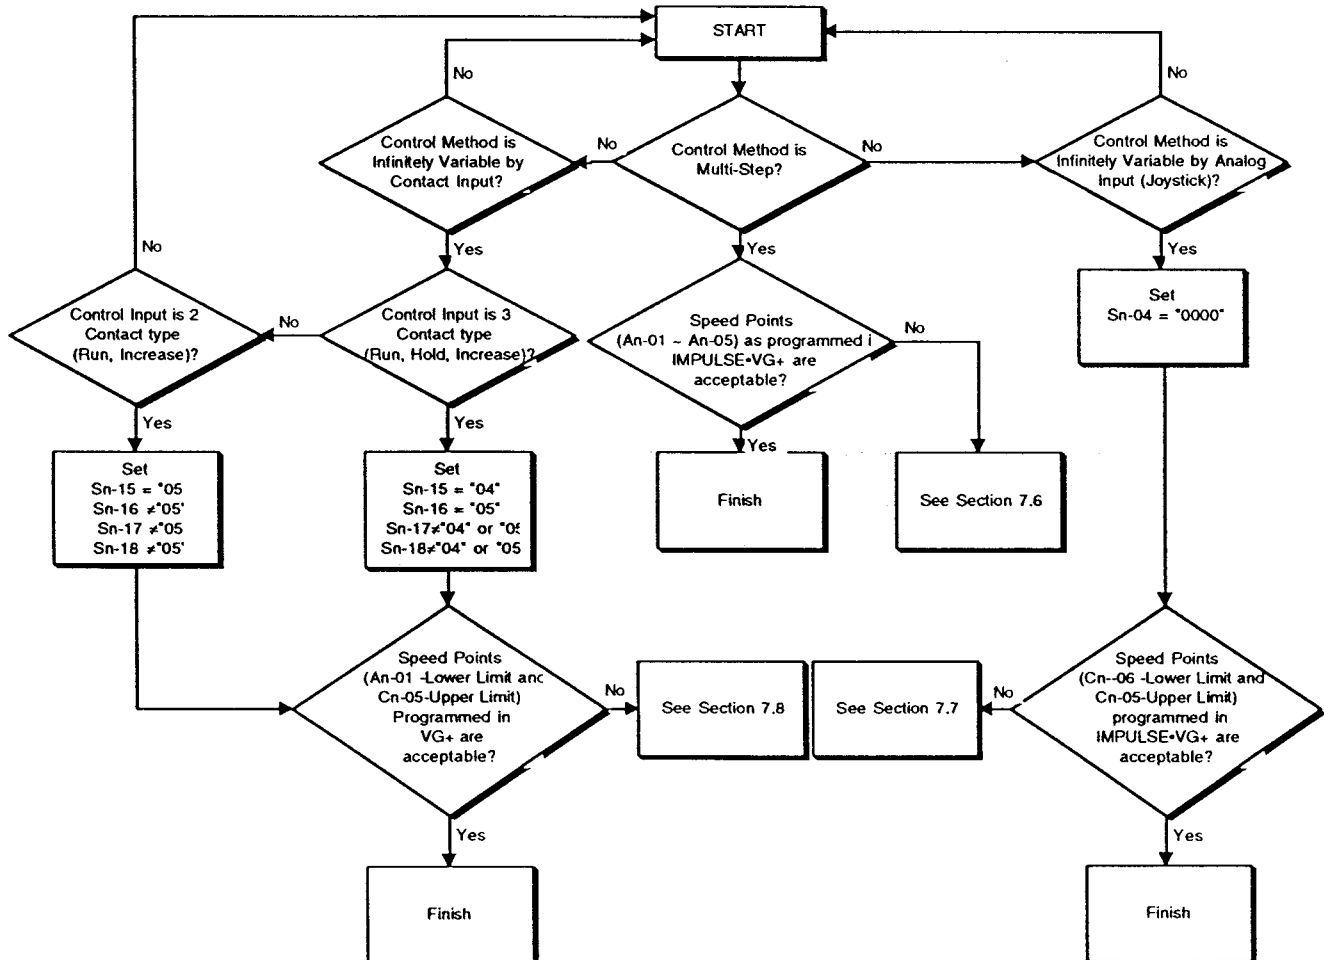 START
No
No
Control Method is
Infinitely Variable by
Contact Input?
No
Control Method is
Multi-Step?
No
Control Method is
Infinitely Variable by Analog
Input (Joystick)?
No
Yes
Yes
Yes
Control Input is 2
Contact type
(Run, Increase)?
No
Control Input is 3
Contact type
(Run, Hold, Increase)?
Speed Points
(An-01 ~ An-05) as programmed i
IMPULSE•VG+ are
acceptable?
No
Set
Sn-04 = "0000"
Yes
Yes
Yes
Set
Sn-15 = "05
Sn-16 ≠"05'
Sn-17 ≠"05
Sn-18 ≠"05'
Set
Sn-15 = "04"
Sn-16 = "05"
Sn-17≠"04" or "05
Sn-18≠"04" or "05
Finish
See Section 7.6
Speed Points
(An-01 -Lower Limit and
Cn-05-Upper Limit)
Programmed in
VG+ are
acceptable?
No
See Section 7.8
See Section 7.7
No
Speed Points
(Cn--06 -Lower Limit and
Cn-05-Upper Limit)
programmed in
IMPULSE•VG+ are
acceptable?
Yes
Yes
Finish
Finish